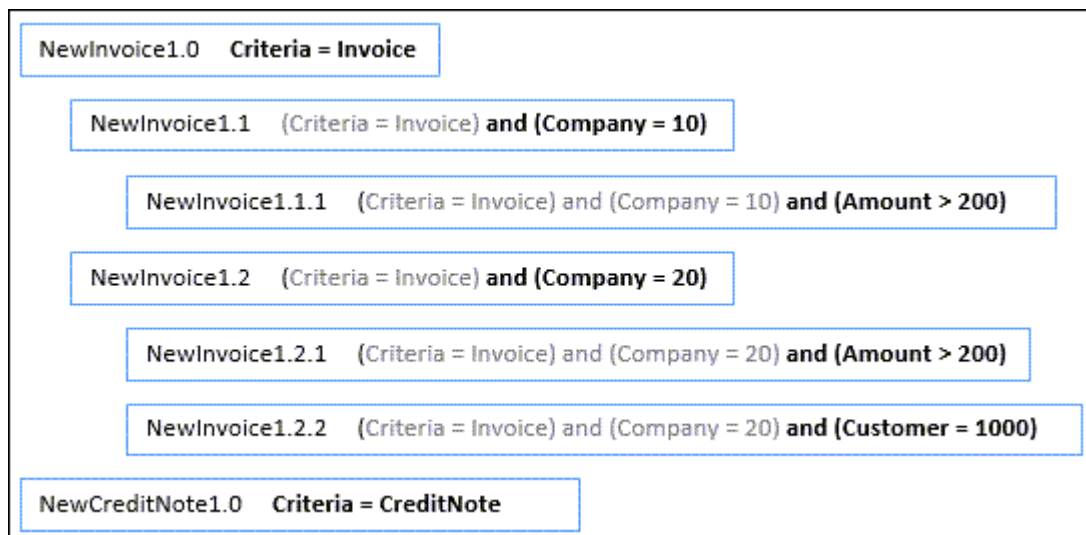 NewInvoice1.0 Criteria = Invoice
NewInvoice1.1 (Criteria = Invoice) and (Company = 10)
NewInvoice1.1.1 (Criteria = Invoice) and (Company = 10) and (Amount > 200)
NewInvoice1.2 (Criteria = Invoice) and (Company = 20)
NewInvoice1.2.1 (Criteria = Invoice) and (Company = 20) and (Amount > 200)
NewInvoice1.2.2 (Criteria = Invoice) and (Company = 20) and (Customer = 1000)
NewCreditNote1.0 Criteria = CreditNote